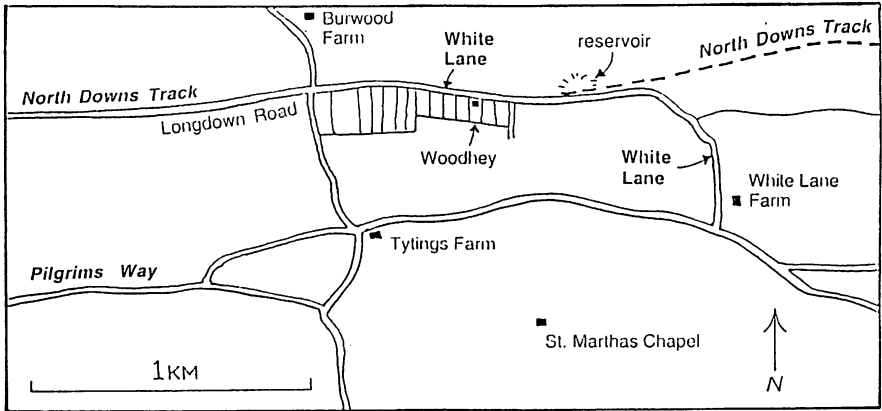 Burwood
Farm
White
Lane
reservoir
North Downs Track
North Downs Track
Longdown Road
Woodhey
White
Lane
White Lane
Farm
Tytings Farm
Pilgrims Way
St. Marthas Chapel
1KM
N